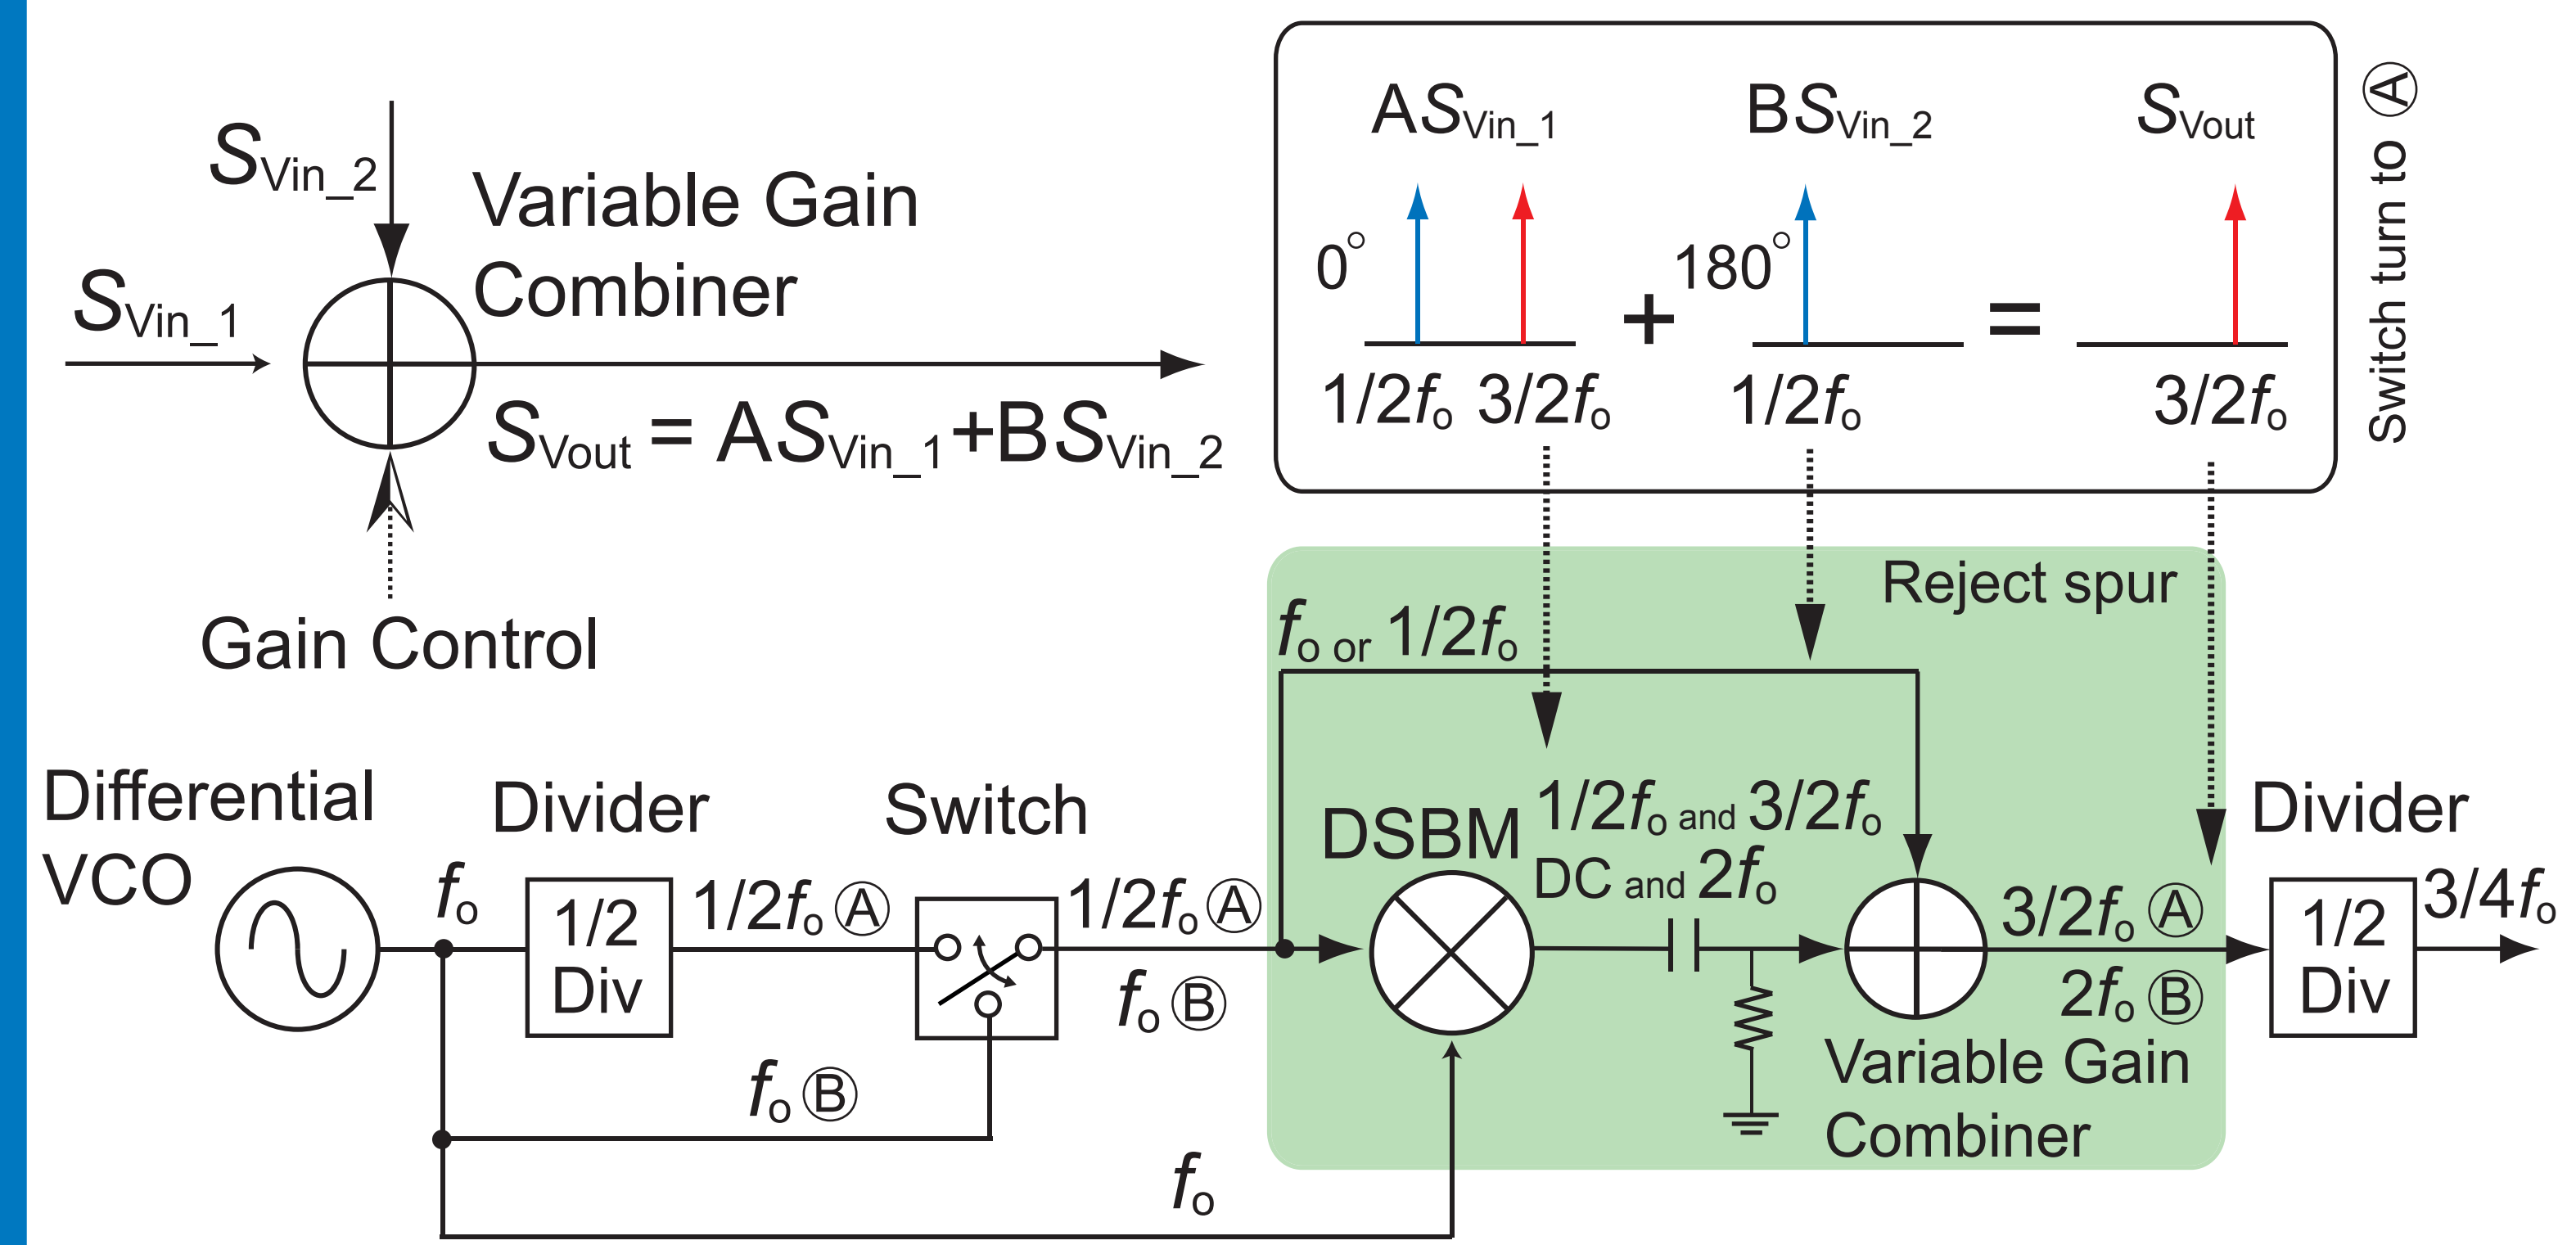 S_Vin_2
Variable Gain
Combiner
S_Vin_1
S_Vout = AS_Vin_1+BS_Vin_2
Gain Control
AS_Vin_1 BS_Vin_2 S_Vout
0° + 180° =
1/2f_o 3/2f_o 1/2f_o 3/2f_o
Switch turn to Ⓐ
Reject spur
f_o or 1/2f_o
Differential
VCO
f_o
Divider
1/2
Div
1/2f_o Ⓐ
Switch
1/2f_o Ⓐ
f_o Ⓑ
f_o Ⓑ
f_o
DSBM
1/2f_o and 3/2f_o
DC and 2f_o
3/2f_o Ⓐ
2f_o Ⓑ
Variable Gain
Combiner
Divider
1/2
Div
3/4f_o